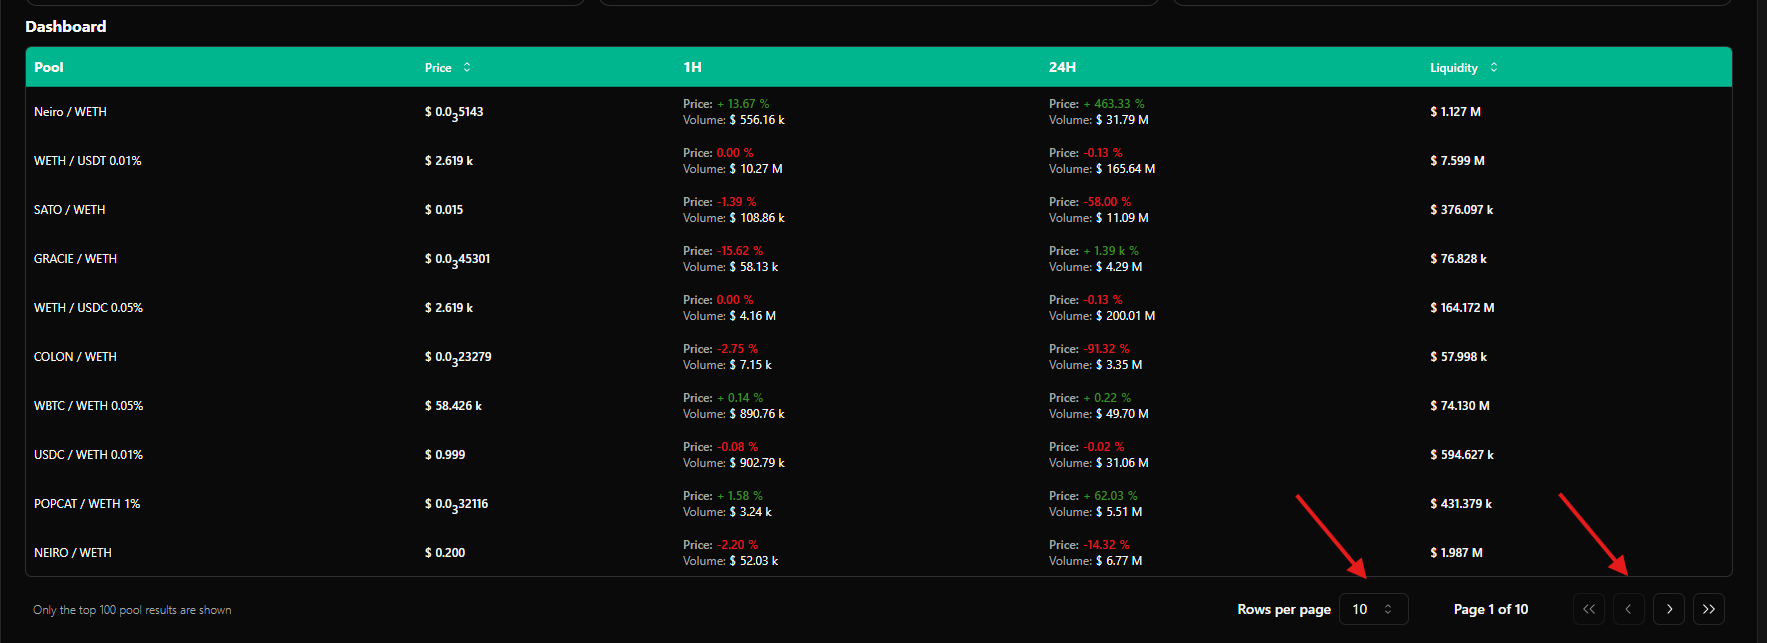 Dashboard
Pool Price 1H 24H Liquidity
Neiro / WETH $ 0.0₃5143 Price: + 13.67 % Price: + 463.33 % $ 1.127 M
Volume: $ 556.16 k Volume: $ 31.79 M
WETH / USDT 0.01% $ 2.619 k Price: 0.00 % Price: -0.13 % $ 7.599 M
Volume: $ 10.27 M Volume: $ 165.64 M
SATO / WETH $ 0.015 Price: -1.39 % Price: -58.00 % $ 376.097 k
Volume: $ 108.86 k Volume: $ 11.09 M
GRACIE / WETH $ 0.0₃45301 Price: -15.62 % Price: + 1.39 k % $ 76.828 k
Volume: $ 58.13 k Volume: $ 4.29 M
WETH / USDC 0.05% $ 2.619 k Price: 0.00 % Price: -0.13 % $ 164.172 M
Volume: $ 4.16 M Volume: $ 200.01 M
COLON / WETH $ 0.0₃23279 Price: -2.75 % Price: -91.32 % $ 57.998 k
Volume: $ 7.15 k Volume: $ 3.35 M
WBTC / WETH 0.05% $ 58.426 k Price: + 0.14 % Price: + 0.22 % $ 74.130 M
Volume: $ 890.76 k Volume: $ 49.70 M
USDC / WETH 0.01% $ 0.999 Price: -0.08 % Price: -0.02 % $ 594.627 k
Volume: $ 902.79 k Volume: $ 31.06 M
POPCAT / WETH 1% $ 0.0₃32116 Price: + 1.58 % Price: + 62.03 % $ 431.379 k
Volume: $ 3.24 k Volume: $ 5.51 M
NEIRO / WETH $ 0.200 Price: -2.20 % Price: -14.32 % $ 1.987 M
Volume: $ 52.03 k Volume: $ 6.77 M
Only the top 100 pool results are shown Rows per page 10 Page 1 of 10